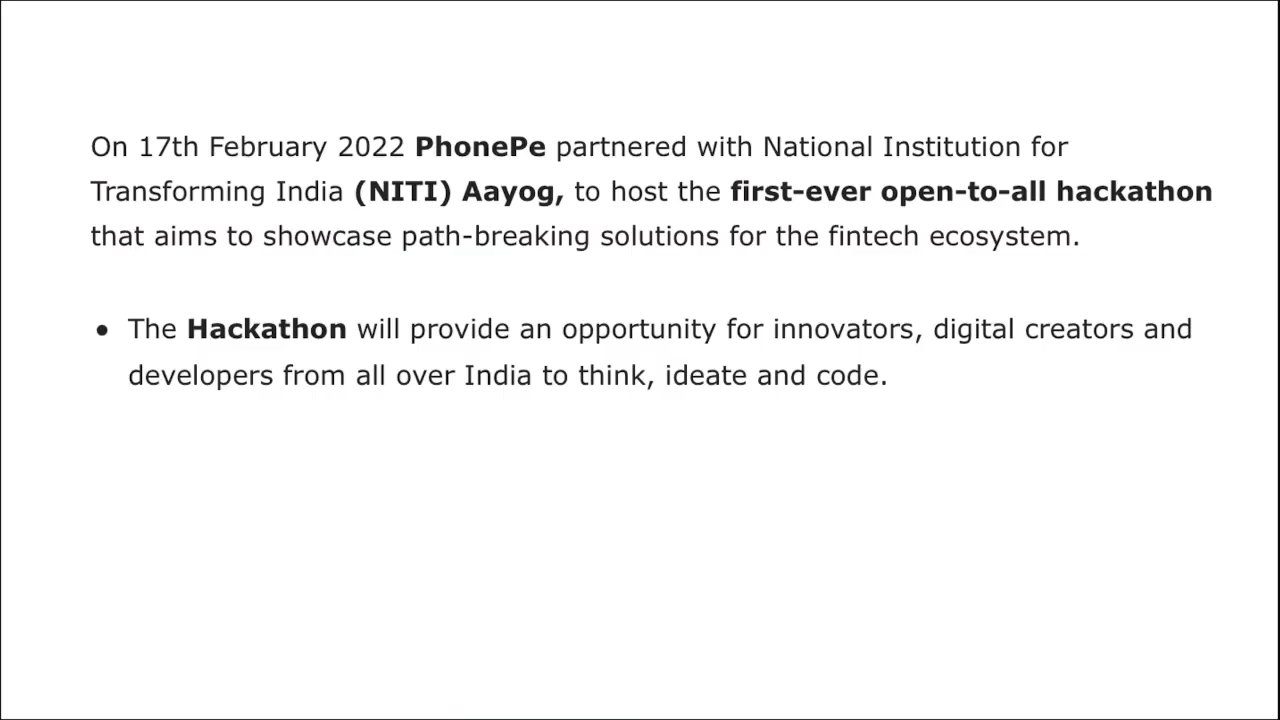 On 17th February 2022 PhonePe partnered with National Institution for
Transforming India (NITI) Aayog, to host the first-ever open-to-all hackathon
that aims to showcase path-breaking solutions for the fintech ecosystem.
● The Hackathon will provide an opportunity for innovators, digital creators and
developers from all over India to think, ideate and code.